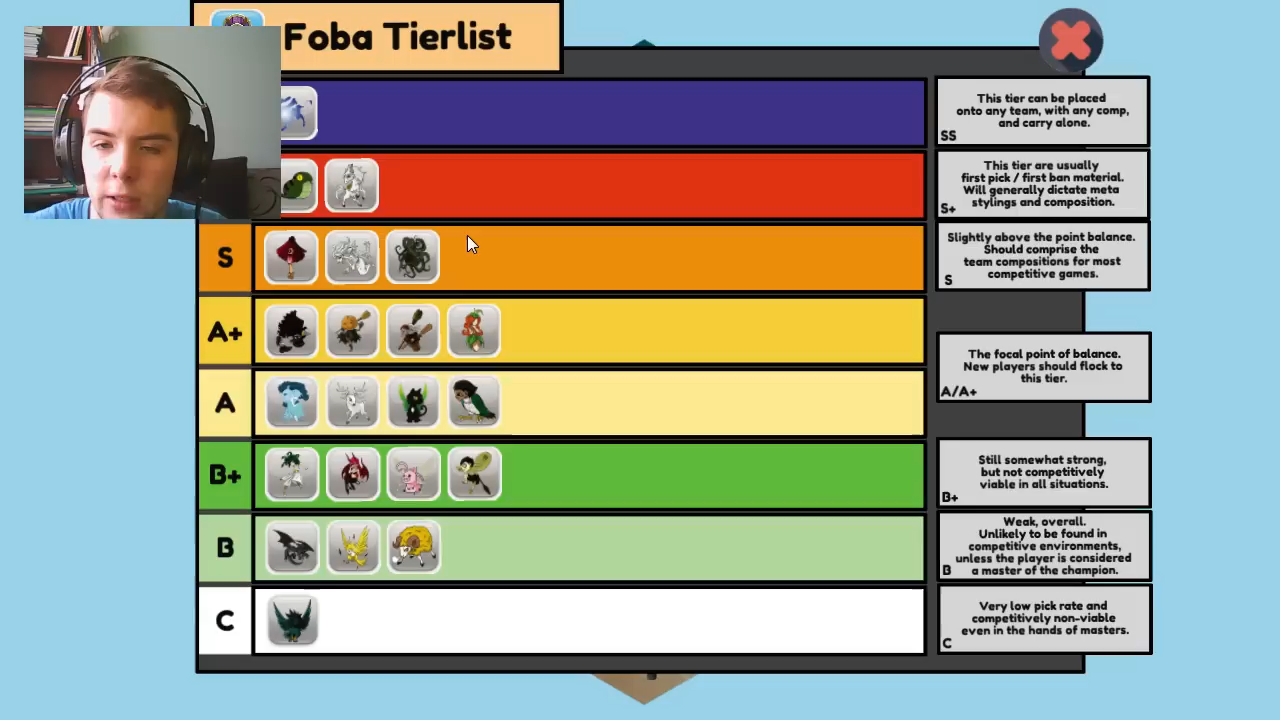 Foba Tierlist
This tier can be placed
onto any team, with any comp,
and carry alone.
SS
This tier are usually
first pick / first ban material.
Will generally dictate meta
stylings and composition.
S+
S
Slightly above the point balance.
Should comprise the
team compositions for most
competitive games.
S
A+
The focal point of balance.
New players should flock to
this tier.
A/A+
A
B+
Still somewhat strong,
but not competitively
viable in all situations.
B+
B
Weak, overall.
Unlikely to be found in
competitive environments,
unless the player is considered
a master of the champion.
B
C
Very low pick rate and
competitively non-viable
even in the hands of masters.
C